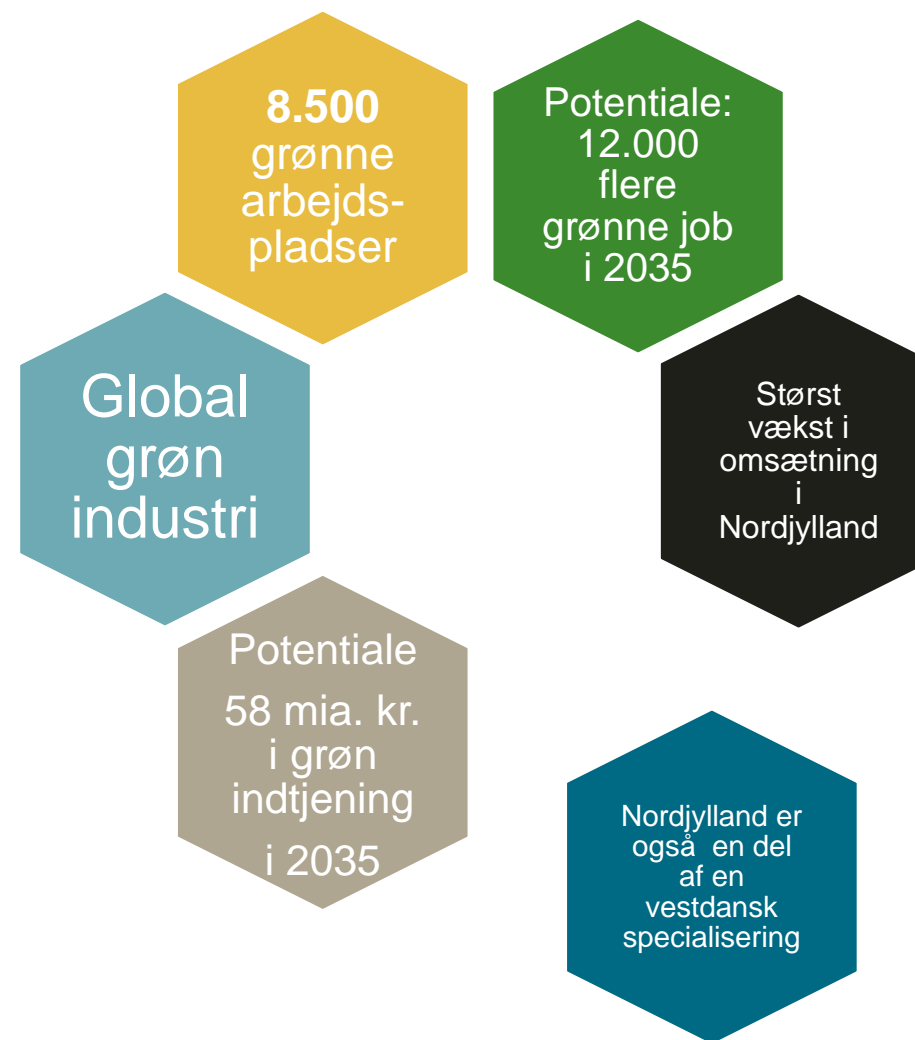 8.500
grønne
arbejds-
pladser
Potentiale:
12.000
flere
grønne job
i 2035
Global
grøn
industri
Størst
vækst i
omsætning
i
Nordjylland
Potentiale
58 mia. kr.
i grøn
indtjening
i 2035
Nordjylland er
også  en del
af en
vestdansk
specialisering